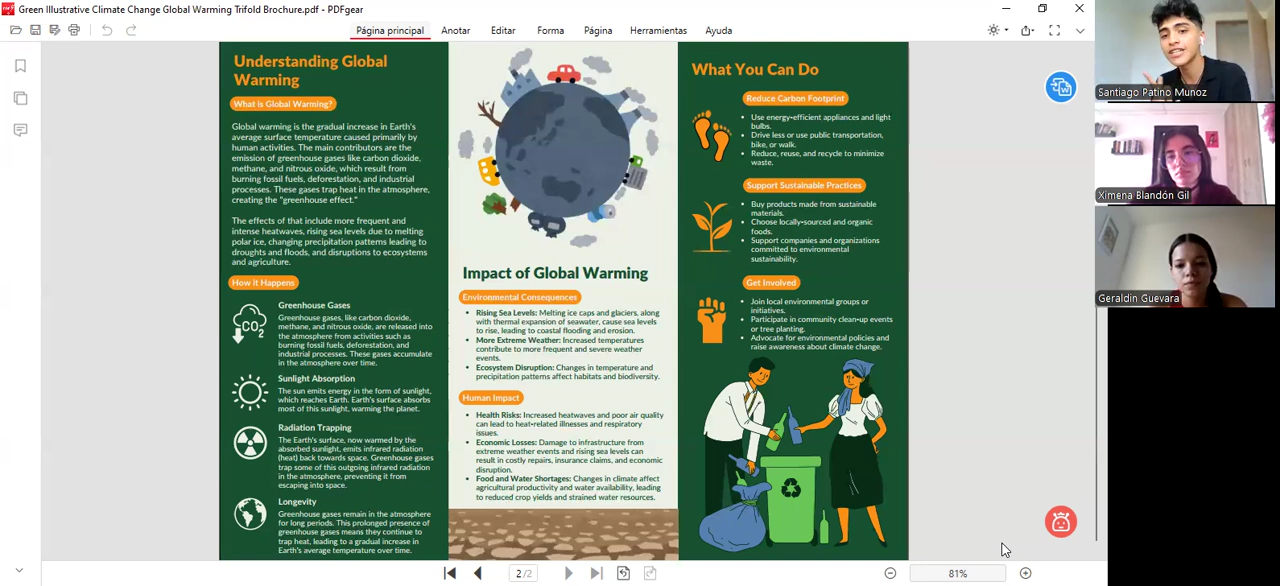 Green Illustrative Climate Change Global Warming Trifold Brochure.pdf - PDFgear
Página principal
Anotar
Editar
Forma
Página
Herramientas
Ayuda
Understanding Global
Warming
What is Global Warming?
Global warming is the gradual increase in Earth's
average surface temperature caused primarily by
human activities. The main contributors are the
emission of greenhouse gases like carbon dioxide,
methane, and nitrous oxide, which result from
burning fossil fuels, deforestation, and industrial
processes. These gases trap heat in the atmosphere,
creating the "greenhouse effect."
The effects of that include more frequent and
intense heatwaves, rising sea levels due to melting
polar ice, changing precipitation patterns leading to
droughts and floods, and disruptions to ecosystems
and agriculture.
How it Happens
CO2
Greenhouse Gases
Greenhouse gases, like carbon dioxide,
methane, and nitrous oxide, are released into
the atmosphere from activities such as
burning fossil fuels, deforestation, and
industrial processes. These gases accumulate
in the atmosphere over time.
Sunlight Absorption
The sun emits energy in the form of sunlight,
which reaches Earth. Earth's surface absorbs
most of this sunlight, warming the planet.
Radiation Trapping
The Earth's surface, now warmed by the
absorbed sunlight, emits infrared radiation
(heat) back towards space. Greenhouse gases
trap some of this outgoing infrared radiation
in the atmosphere, preventing it from
escaping into space.
Longevity
Greenhouse gases remain in the atmosphere
for long periods. This prolonged presence of
greenhouse gases means they continue to
trap heat, leading to a gradual increase in
Earth's average temperature over time.
Impact of Global Warming
Environmental Consequences
• Rising Sea Levels: Melting ice caps and glaciers, along
with thermal expansion of seawater, cause sea levels
to rise, leading to coastal flooding and erosion.
• More Extreme Weather: Increased temperatures
contribute to more frequent and severe weather
events.
• Ecosystem Disruption: Changes in temperature and
precipitation patterns affect habitats and biodiversity.
Human Impact
• Health Risks: Increased heatwaves and poor air quality
can lead to heat-related illnesses and respiratory
issues.
• Economic Losses: Damage to infrastructure from
extreme weather events and rising sea levels can
result in costly repairs, insurance claims, and economic
disruption.
• Food and Water Shortages: Changes in climate affect
agricultural productivity and water availability, leading
to reduced crop yields and strained water resources.
What You Can Do
Reduce Carbon Footprint
• Use energy-efficient appliances and light
bulbs.
• Drive less or use public transportation,
bike, or walk.
• Reduce, reuse, and recycle to minimize
waste.
Support Sustainable Practices
• Buy products made from sustainable
materials.
• Choose locally-sourced and organic
foods.
• Support companies and organizations
committed to environmental
sustainability.
Get Involved
• Join local environmental groups or
initiatives.
• Participate in community clean-up events
or tree planting.
• Advocate for environmental policies and
raise awareness about climate change.
Santiago Patino Munoz
Ximena Blandón Gil
Geraldin Guevara
2 /2
81%